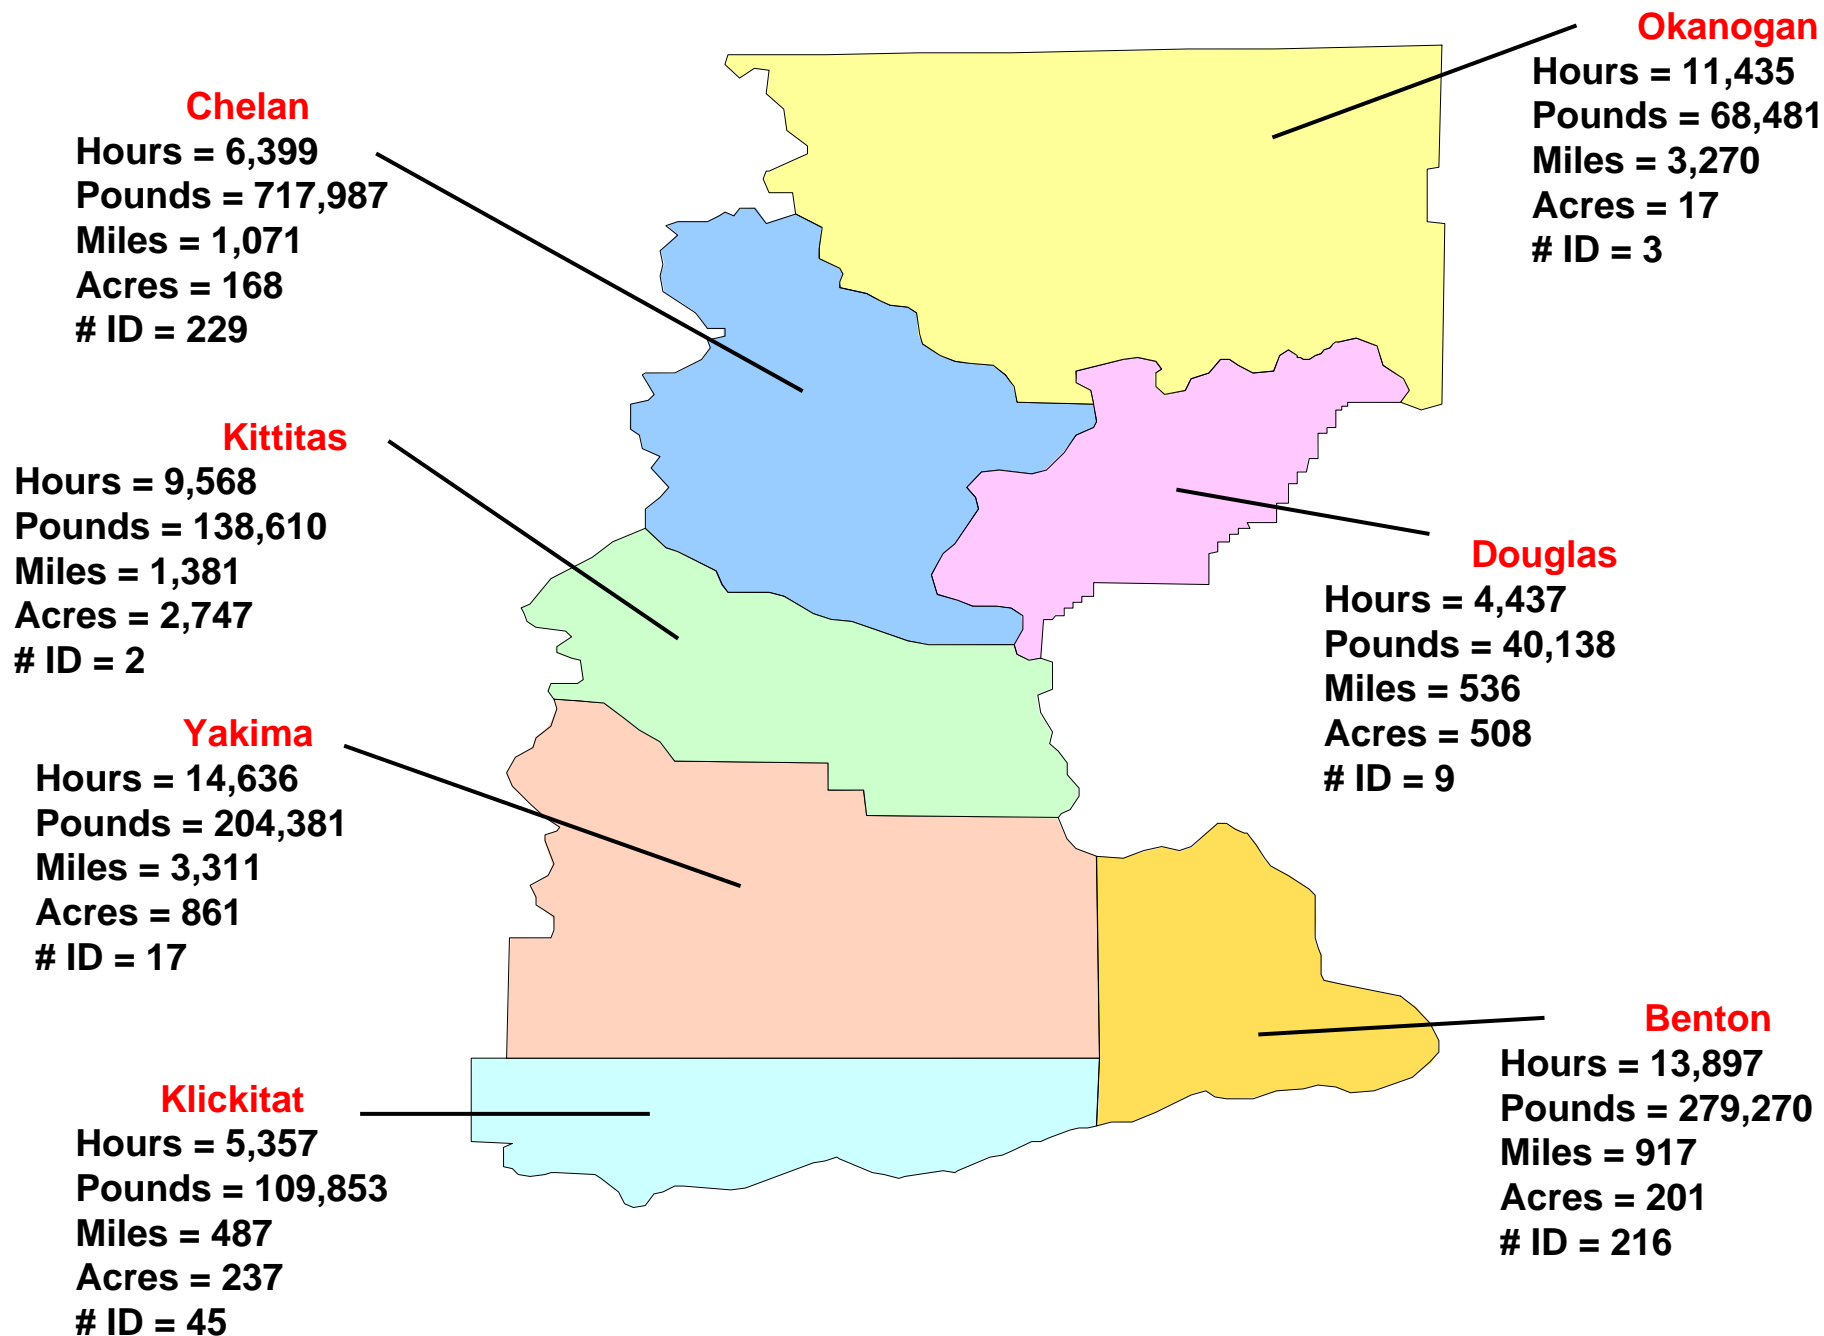 Okanogan
Hours = 11,435
Pounds = 68,481
Miles = 3,270
Acres = 17
# ID = 3
Chelan
Hours = 6,399
Pounds = 717,987
Miles = 1,071
Acres = 168
# ID = 229
Kittitas
Hours = 9,568
Pounds = 138,610
Miles = 1,381
Acres = 2,747
# ID = 2
Douglas
Hours = 4,437
Pounds = 40,138
Miles = 536
Acres = 508
# ID = 9
Yakima
Hours = 14,636
Pounds = 204,381
Miles = 3,311
Acres = 861
# ID = 17
Benton
Hours = 13,897
Pounds = 279,270
Miles = 917
Acres = 201
# ID = 216
Klickitat
Hours = 5,357
Pounds = 109,853
Miles = 487
Acres = 237
# ID = 45